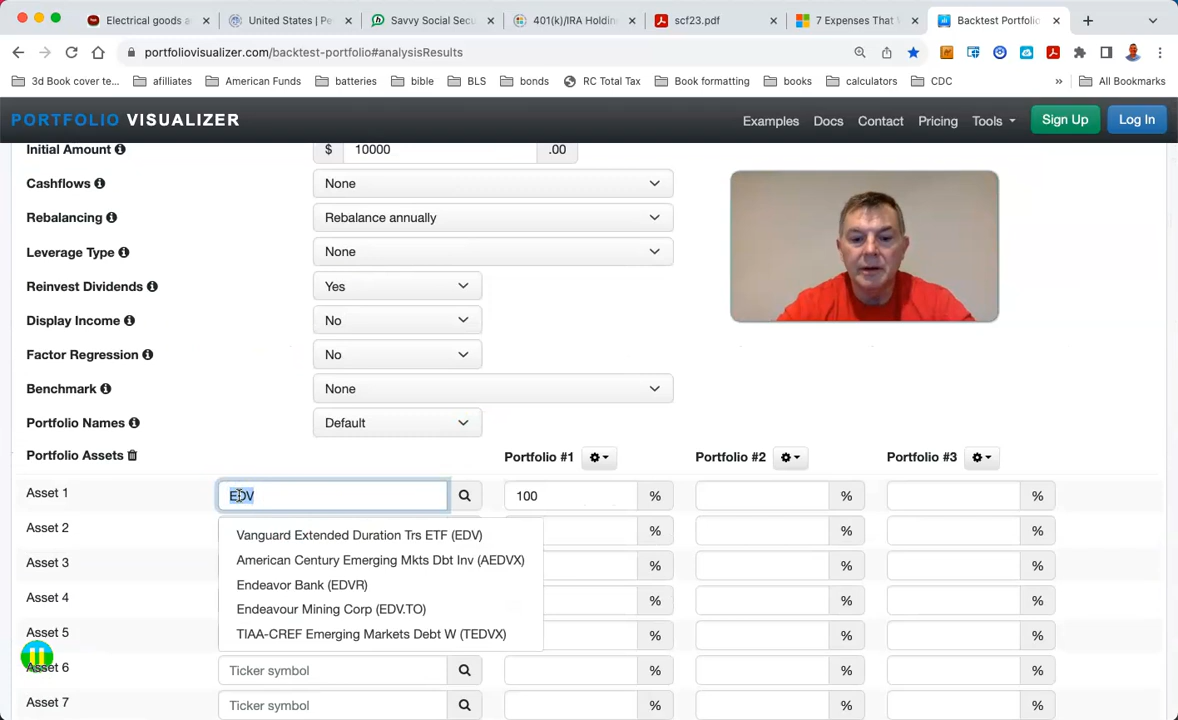 Electrical goods a
United States | Pe
Savvy Social Secu
401(k)/IRA Holdin
scf23.pdf
7 Expenses That
Backtest Portfolio
portfoliovisualizer.com/backtest-portfolio#analysisResults
3d Book cover te...
afilliates
American Funds
batteries
bible
BLS
bonds
RC Total Tax
Book formatting
books
calculators
CDC
»
All Bookmarks
PORTFOLIO VISUALIZER
Examples
Docs
Contact
Pricing
Tools
Sign Up
Log In
Initial Amount
$ 10000 .00
Cashflows
None
Rebalancing
Rebalance annually
Leverage Type
None
Reinvest Dividends
Yes
Display Income
No
Factor Regression
No
Benchmark
None
Portfolio Names
Default
Portfolio Assets
Portfolio #1
Portfolio #2
Portfolio #3
Asset 1
EDV
100 % % %
Asset 2
% % %
Vanguard Extended Duration Trs ETF (EDV)
American Century Emerging Mkts Dbt Inv (AEDVX)
Asset 3
% % %
Endeavor Bank (EDVR)
Asset 4
% % %
Endeavour Mining Corp (EDV.TO)
Asset 5
% % %
TIAA-CREF Emerging Markets Debt W (TEDVX)
Asset 6
Ticker symbol
% % %
Asset 7
Ticker symbol
% % %